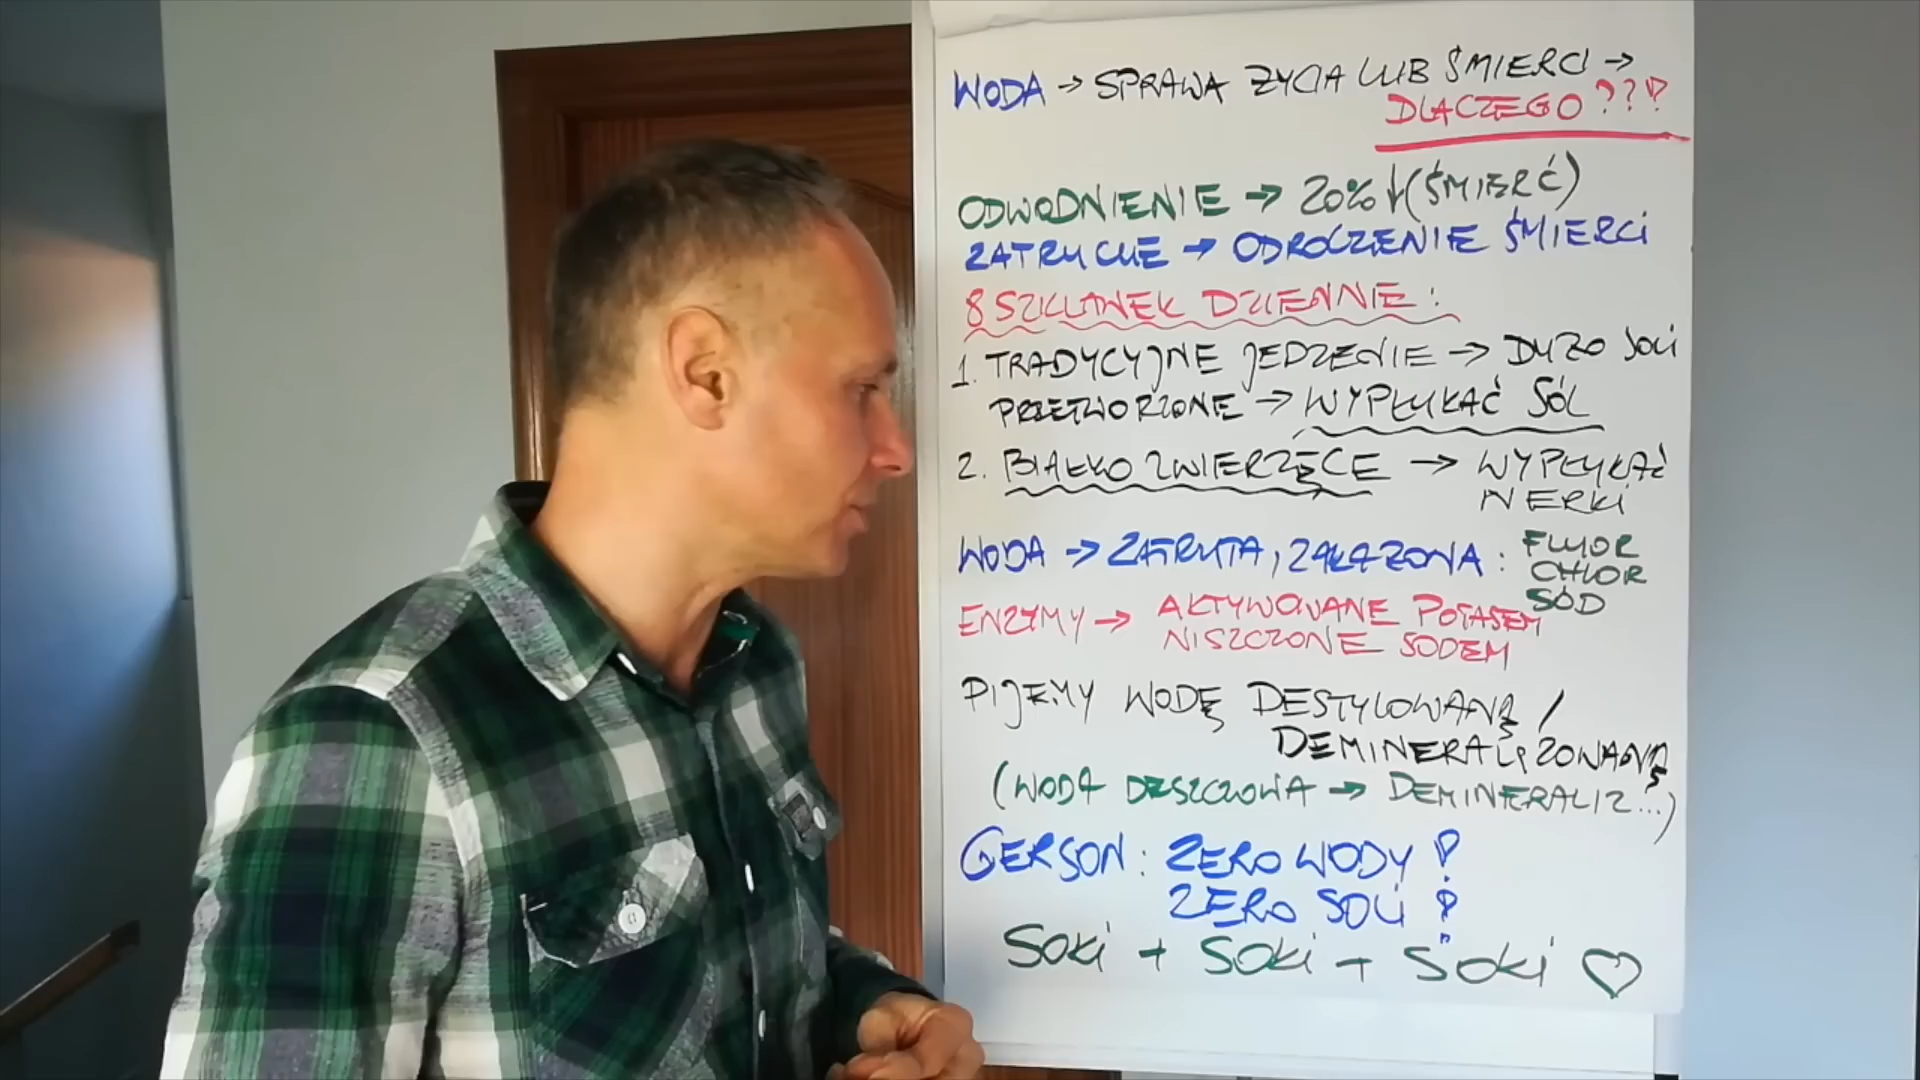 WODA → SPRAWA ŻYCIA LUB ŚMIERCI →
DLACZEGO ???
ODWODNIENIE → 20% ↓ (ŚMIERĆ)
ZATRUCIE → ODROCZENIE ŚMIERCI
8 SZKLANEK DZIENNIE :
1. TRADYCYJNE JEDZENIE → DUŻO SOLI
PRZETWORZONE → WYPŁUKAĆ SÓL
2. BIAŁKO ZWIERZĘCE → WYPŁUKAĆ
NERKI
WODA → ZATRUTA, ZAKAŻONA : FLUOR
CHLOR
SÓD
ENZYMY → AKTYWOWANE POTASEM
NISZCZONE SODEM
PIJEMY WODĘ DESTYLOWANĄ /
DEMINERALIZOWANĄ
(WODA DESZCZOWA → DEMINERALIZ...)
GERSON : ZERO WODY !
ZERO SOLI !
SOKI + SOKI + SOKI ♡